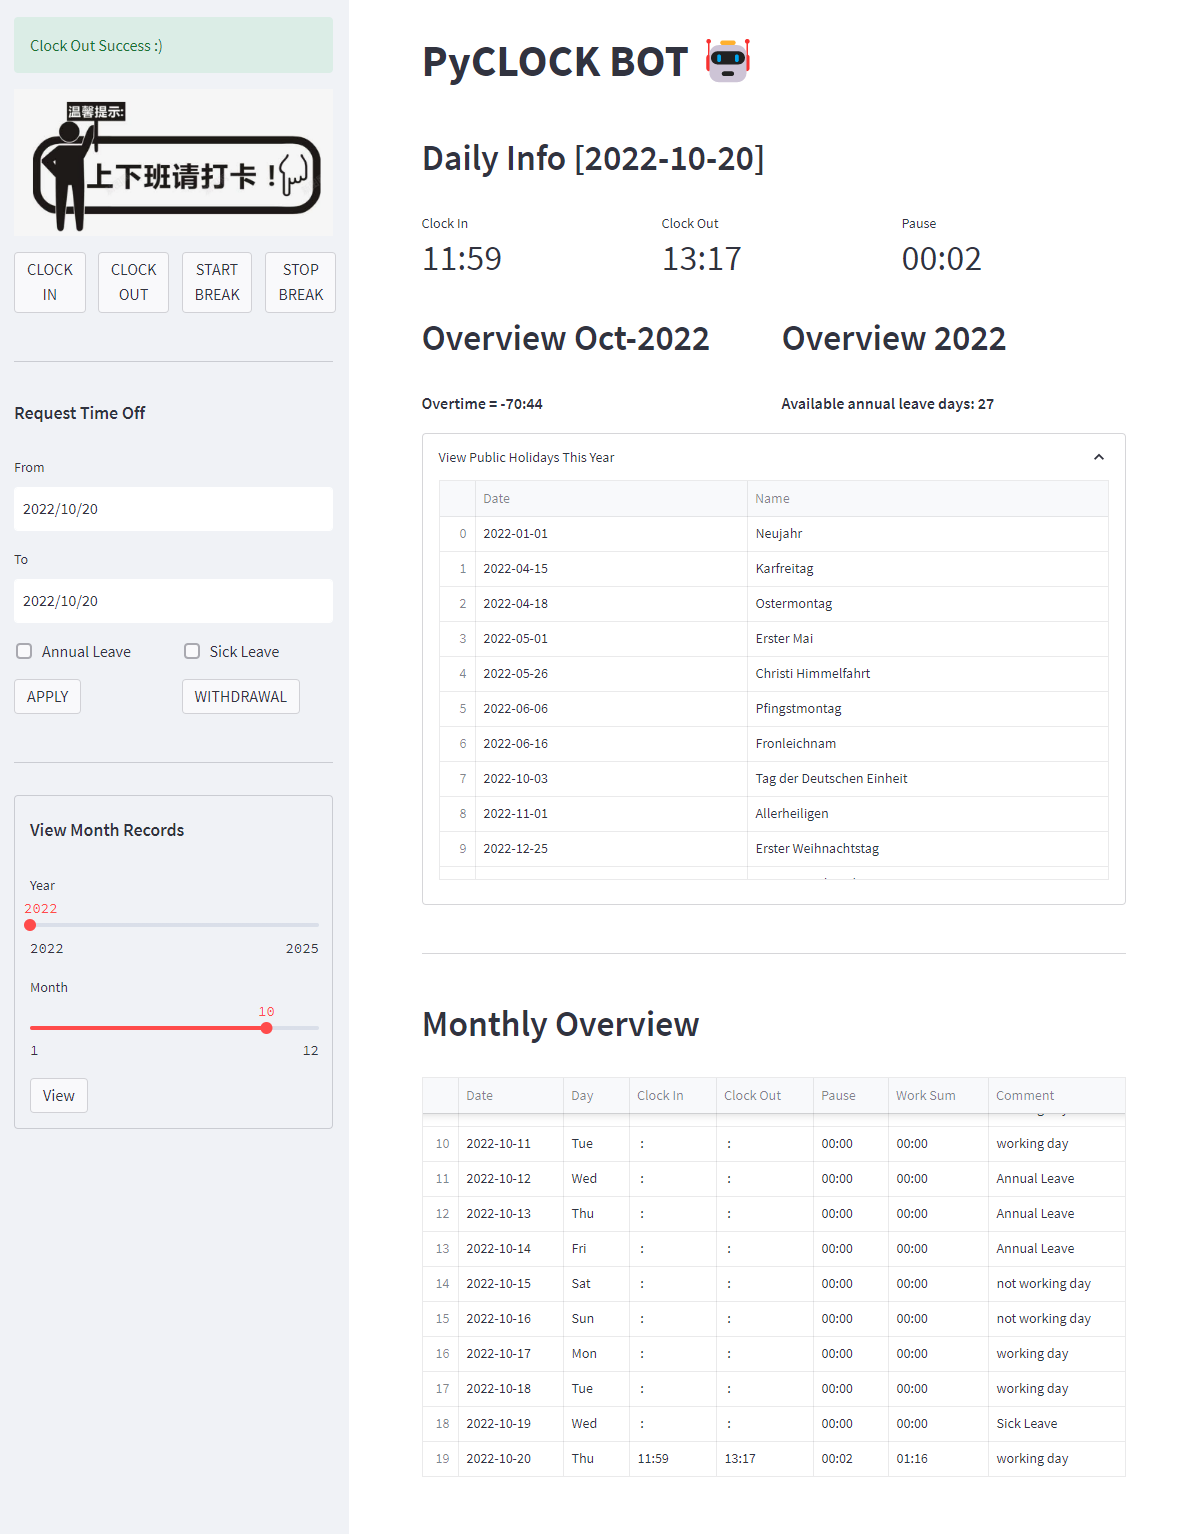 Clock Out Success :)
温馨提示:
上下班请打卡！
CLOCK IN
CLOCK OUT
START BREAK
STOP BREAK
Request Time Off
From
2022/10/20
To
2022/10/20
Annual Leave
Sick Leave
APPLY
WITHDRAWAL
View Month Records
Year
2022
2022 2025
Month
10
1 12
View
PyCLOCK BOT
Daily Info [2022-10-20]
Clock In Clock Out Pause
11:59 13:17 00:02
Overview Oct-2022
Overtime = -70:44
Overview 2022
Available annual leave days: 27
View Public Holidays This Year
Date Name
0 2022-01-01 Neujahr
1 2022-04-15 Karfreitag
2 2022-04-18 Ostermontag
3 2022-05-01 Erster Mai
4 2022-05-26 Christi Himmelfahrt
5 2022-06-06 Pfingstmontag
6 2022-06-16 Fronleichnam
7 2022-10-03 Tag der Deutschen Einheit
8 2022-11-01 Allerheiligen
9 2022-12-25 Erster Weihnachtstag
Monthly Overview
Date Day Clock In Clock Out Pause Work Sum Comment
10 2022-10-11 Tue : : 00:00 00:00 working day
11 2022-10-12 Wed : : 00:00 00:00 Annual Leave
12 2022-10-13 Thu : : 00:00 00:00 Annual Leave
13 2022-10-14 Fri : : 00:00 00:00 Annual Leave
14 2022-10-15 Sat : : 00:00 00:00 not working day
15 2022-10-16 Sun : : 00:00 00:00 not working day
16 2022-10-17 Mon : : 00:00 00:00 working day
17 2022-10-18 Tue : : 00:00 00:00 working day
18 2022-10-19 Wed : : 00:00 00:00 Sick Leave
19 2022-10-20 Thu 11:59 13:17 00:02 01:16 working day